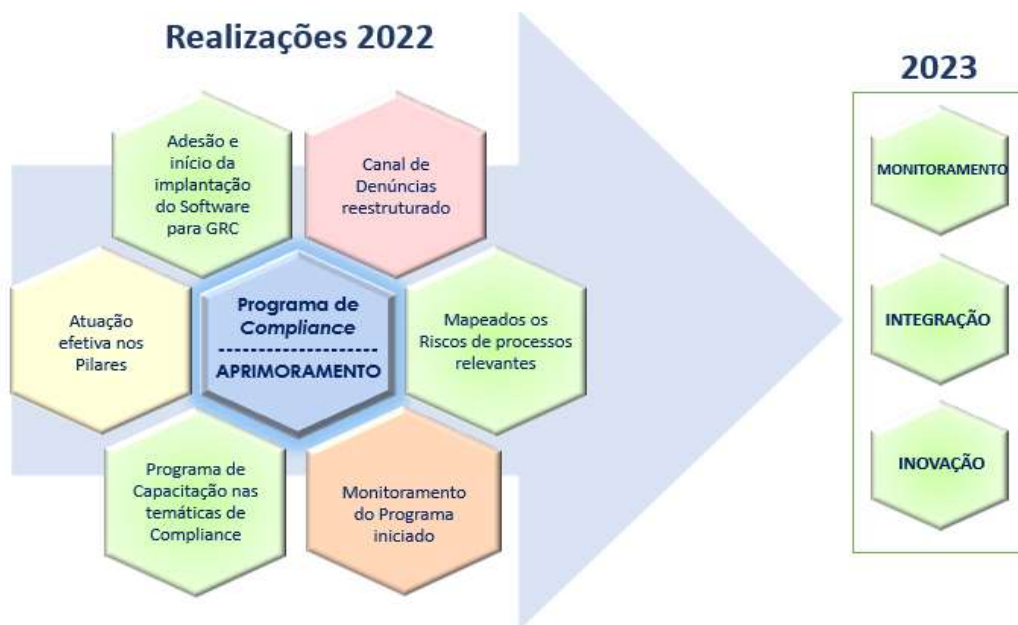 Realizações 2022
Adesão e
início da
implantação
do Software
para GRC
Canal de
Denúncias
reestruturado
Atuação
efetiva nos
Pilares
Programa de
Compliance
APRIMORAMENTO
Mapeados os
Riscos de processos
relevantes
Programa de
Capacitação nas
temáticas de
Compliance
Monitoramento
do Programa
iniciado
2023
MONITORAMENTO
INTEGRAÇÃO
INOVAÇÃO